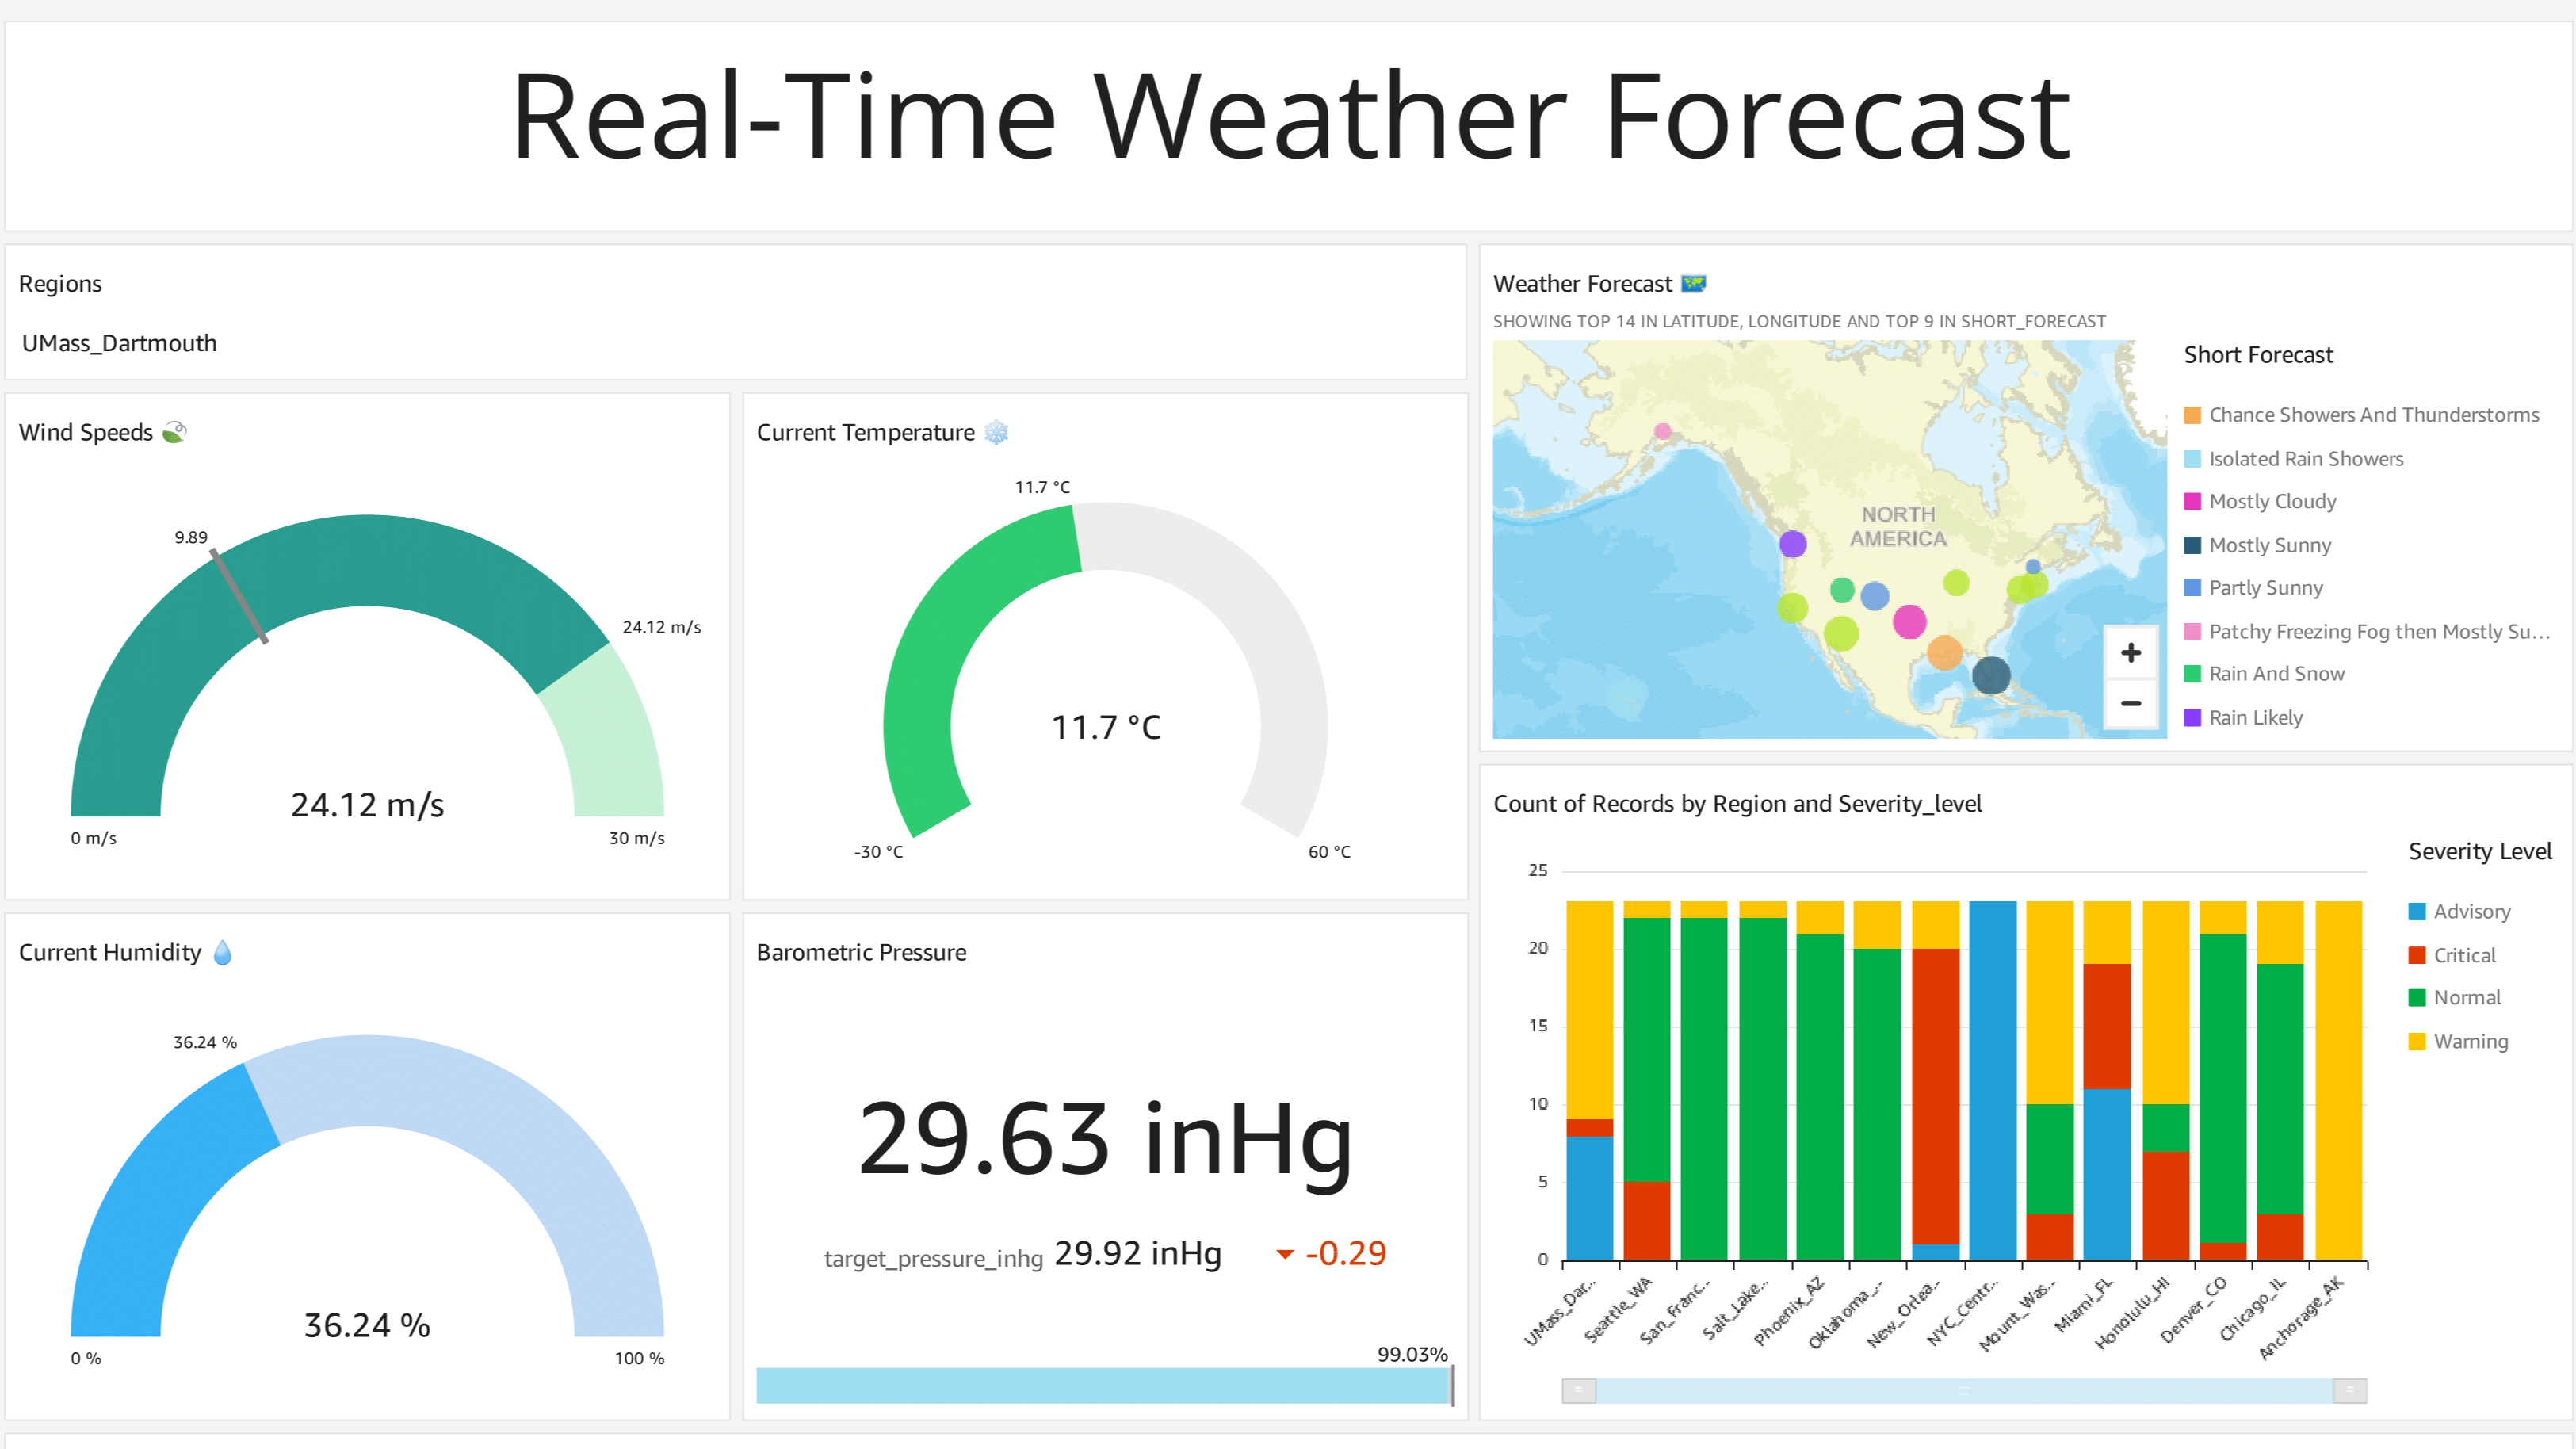 Real-Time Weather Forecast
Regions
UMass_Dartmouth
Wind Speeds
9.89
24.12 m/s
24.12 m/s
0 m/s
30 m/s
Current Temperature
11.7 °C
11.7 °C
-30 °C
60 °C
Weather Forecast
SHOWING TOP 14 IN LATITUDE, LONGITUDE AND TOP 9 IN SHORT_FORECAST
NORTH
AMERICA
+
−
Short Forecast
Chance Showers And Thunderstorms
Isolated Rain Showers
Mostly Cloudy
Mostly Sunny
Partly Sunny
Patchy Freezing Fog then Mostly Su...
Rain And Snow
Rain Likely
Current Humidity
36.24 %
36.24 %
0 %
100 %
Barometric Pressure
29.63 inHg
target_pressure_inhg 29.92 inHg -0.29
99.03%
Count of Records by Region and Severity_level
25
20
15
10
5
0
UMass_Dar...
Seattle_WA
San_Franc...
Salt_Lake...
Phoenix_AZ
Oklahoma_...
New_Orlea...
NYC_Centr...
Mount_Was...
Miami_FL
Honolulu_HI
Denver_CO
Chicago_IL
Anchorage_AK
Severity Level
Advisory
Critical
Normal
Warning